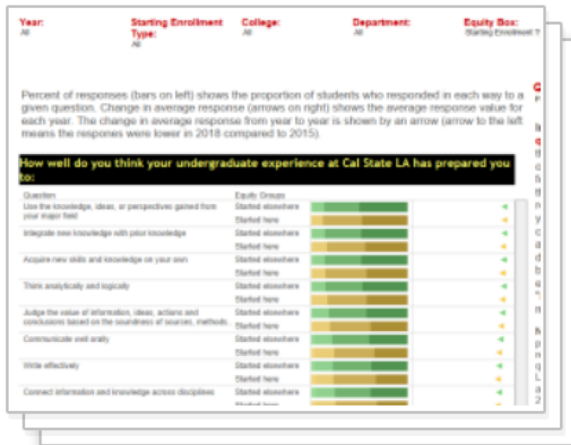 Year: Starting Enrollment Type: College: Department: Equity Box:
All All All All Starting Enrollment T
Percent of responses (bars on left) shows the proportion of students who responded in each way to a
given question. Change in average response (arrows on right) shows the average response value for
each year. The change in average response from year to year is shown by an arrow (arrow to the left
means the respones were lower in 2018 compared to 2015).
How well do you think your undergraduate experience at Cal State LA has prepared you
to:
Question Equity Groups
Use the knowledge, ideas, or perspectives gained from Started elsewhere
your major field Started here
Integrate new knowledge with prior knowledge Started elsewhere
Started here
Acquire new skills and knowledge on your own Started elsewhere
Started here
Think analytically and logically Started elsewhere
Started here
Judge the value of information, ideas, actions and Started elsewhere
conclusions based on the soundness of sources, methods, Started here
Communicate well orally Started elsewhere
Started here
Write effectively Started elsewhere
Started here
Connect information and knowledge across disciplines Started elsewhere
Started here